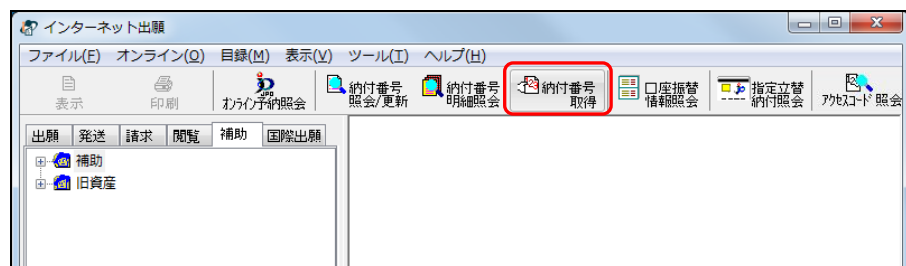 インターネット出願
ファイル(F) オンライン(O) 目録(M) 表示(V) ツール(T) ヘルプ(H)
表示
印刷
JPO
オンライン予納照会
納付番号
照会/更新
納付番号
明細照会
納付番号
取得
口座振替
情報照会
指定立替
納付照会
アクセスコード照会
出願 発送 請求 閲覧 補助 国際出願
補助
旧資産